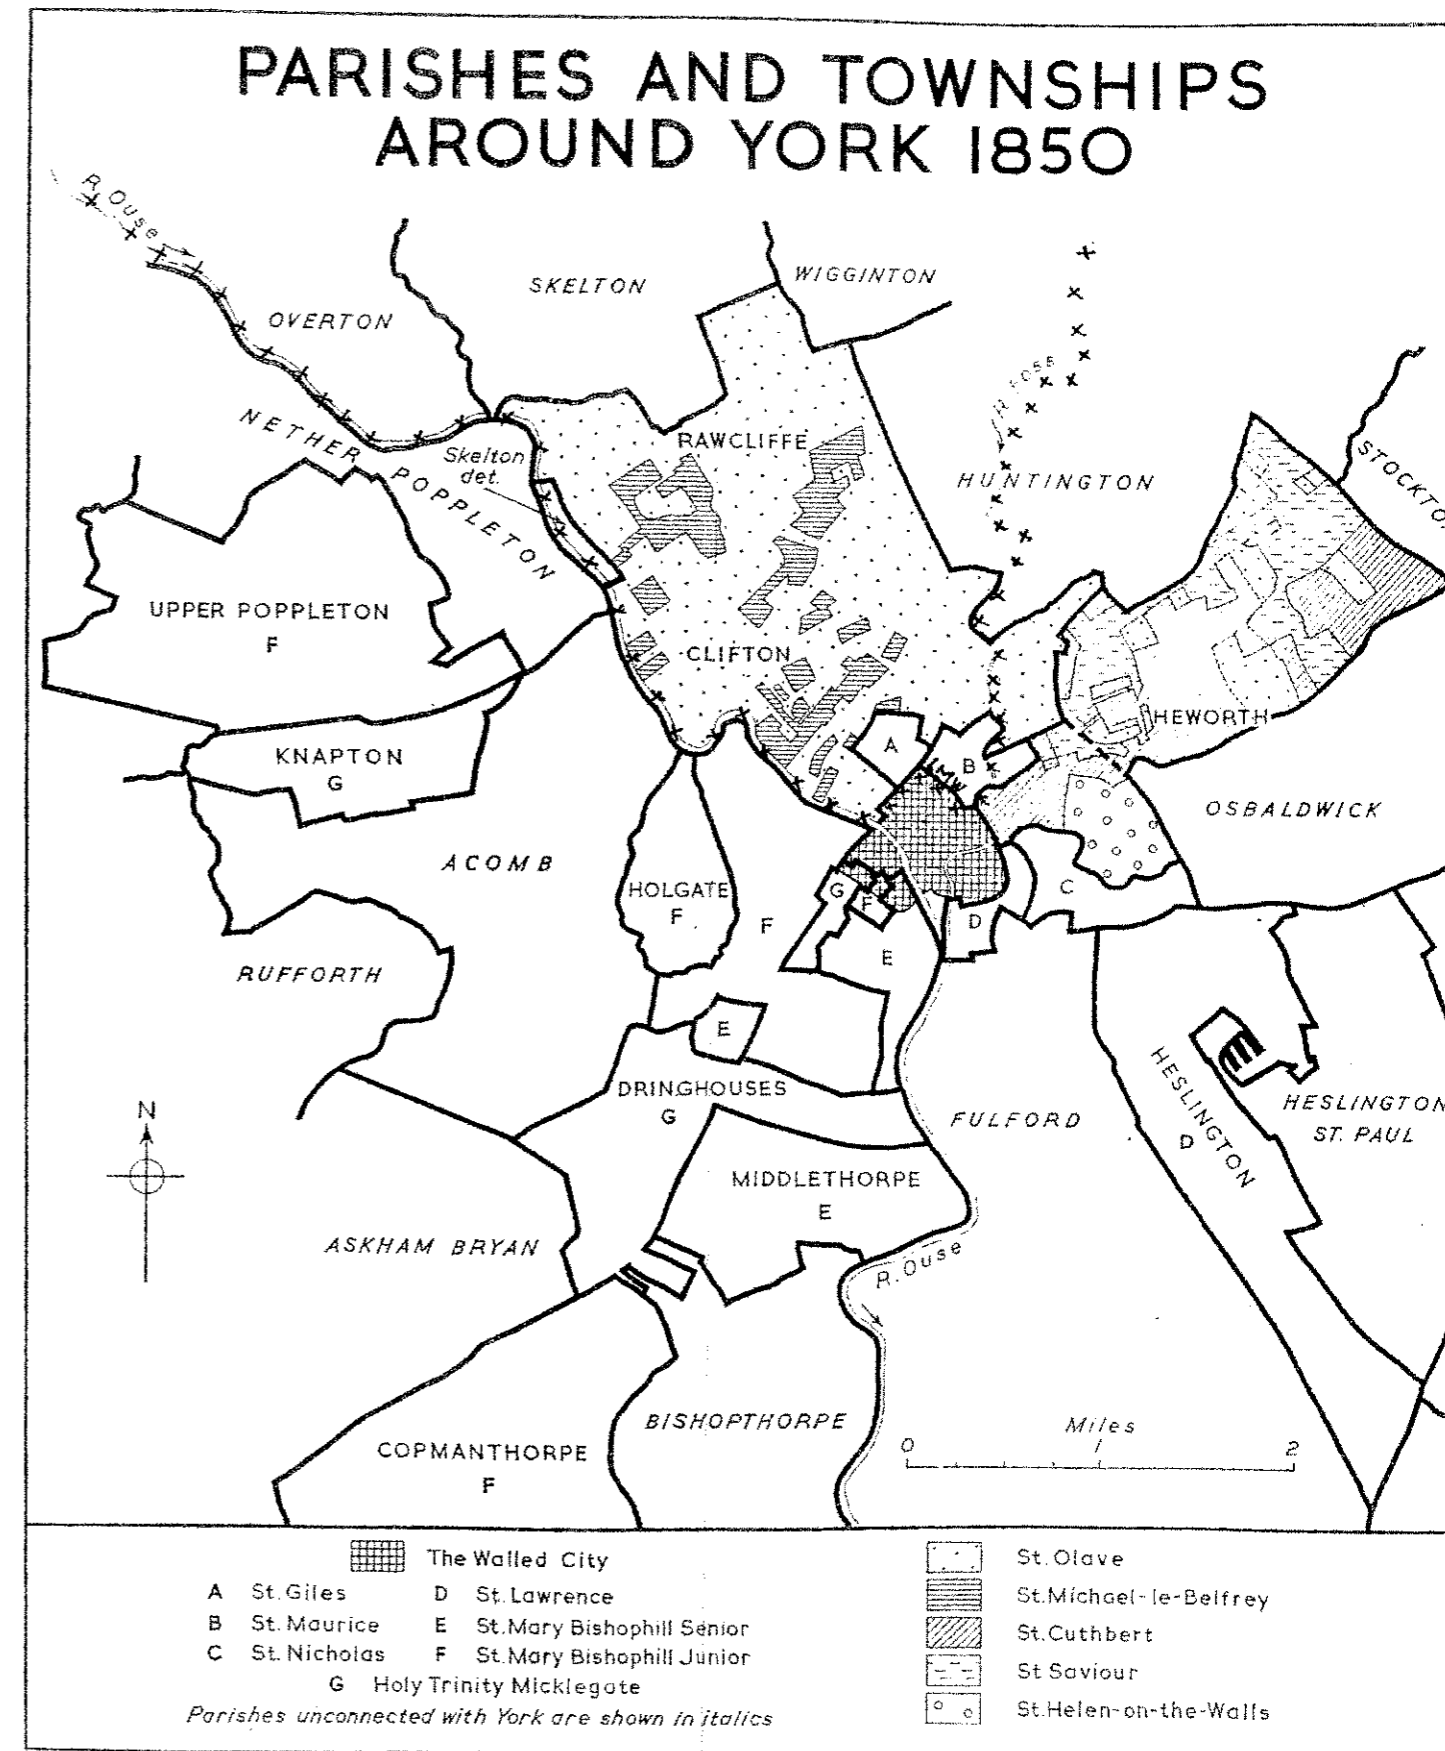 PARISHES AND TOWNSHIPS
AROUND YORK 1850
R. Ouse
SKELTON
WIGGINTON
OVERTON
R. Foss
NETHER POPPLETON
RAWCLIFFE
Skelton
det.
HUNTINGTON
UPPER POPPLETON
F
CLIFTON
HEWORTH
KNAPTON
G
A
B
LMW
OSBALDWICK
ACOMB
HOLGATE
F
F
G
F
C
D
E
RUFFORTH
E
DRINGHOUSES
G
N
FULFORD
HESLINGTON
D
HESLINGTON
ST. PAUL
MIDDLETHORPE
E
ASKHAM BRYAN
R. Ouse
BISHOPTHORPE
COPMANTHORPE
F
Miles
0 1 2
The Walled City
A St. Giles
B St. Maurice
C St. Nicholas
D St. Lawrence
E St. Mary Bishophill Senior
F St. Mary Bishophill Junior
G Holy Trinity Micklegate
Parishes unconnected with York are shown in italics
St. Olave
St. Michael-le-Belfrey
St. Cuthbert
St Saviour
St. Helen-on-the-Walls